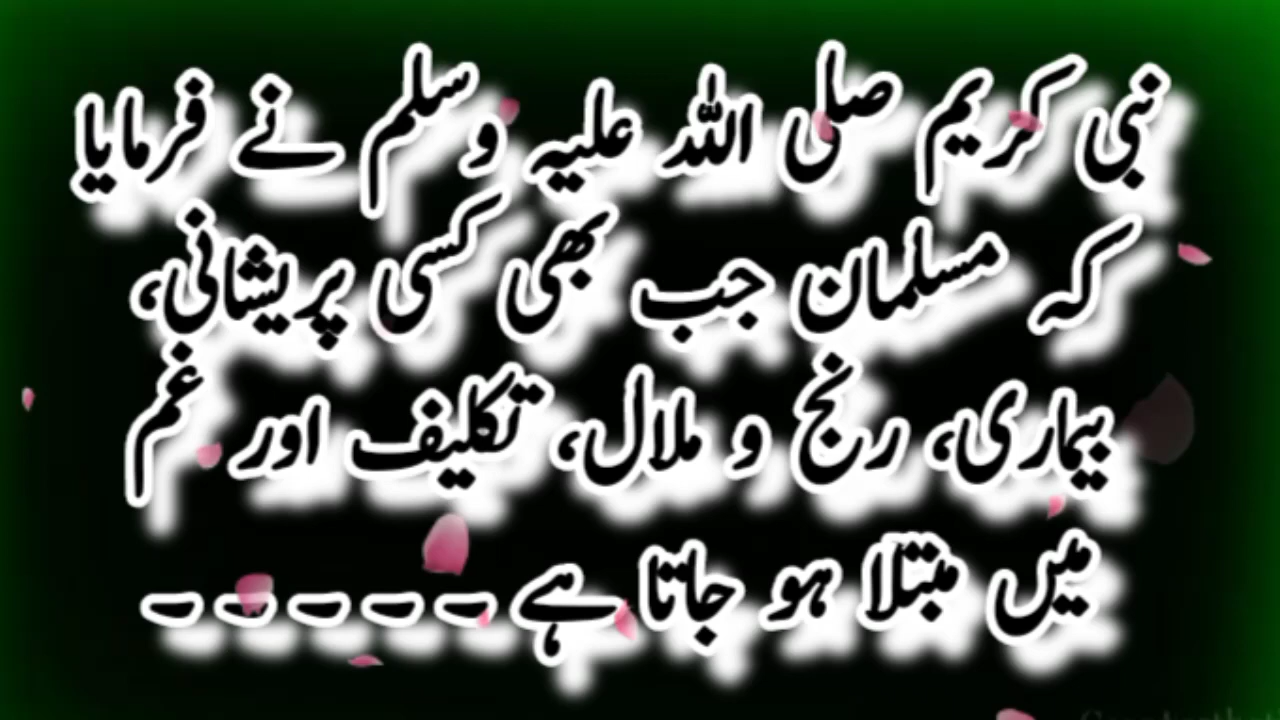 نبی کریم صلی اللہ علیہ وسلم نے فرمایا
کہ مسلمان جب بھی کسی پریشانی،
بیماری، رنج و ملال، تکلیف اور غم
میں مبتلا ہو جاتا ہے ۔۔۔۔۔